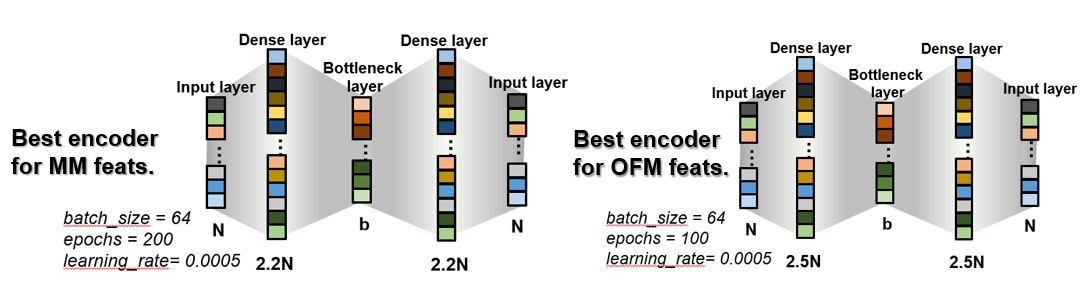 Dense layer
Dense layer
Bottleneck
layer
Input layer
Input layer
Best encoder
for MM feats.
batch_size = 64
epochs = 200
learning_rate= 0.0005
N
2.2N
b
2.2N
N
Dense layer
Dense layer
Bottleneck
layer
Input layer
Input layer
Best encoder
for OFM feats.
batch_size = 64
epochs = 100
learning_rate= 0.0005
N
2.5N
b
2.5N
N